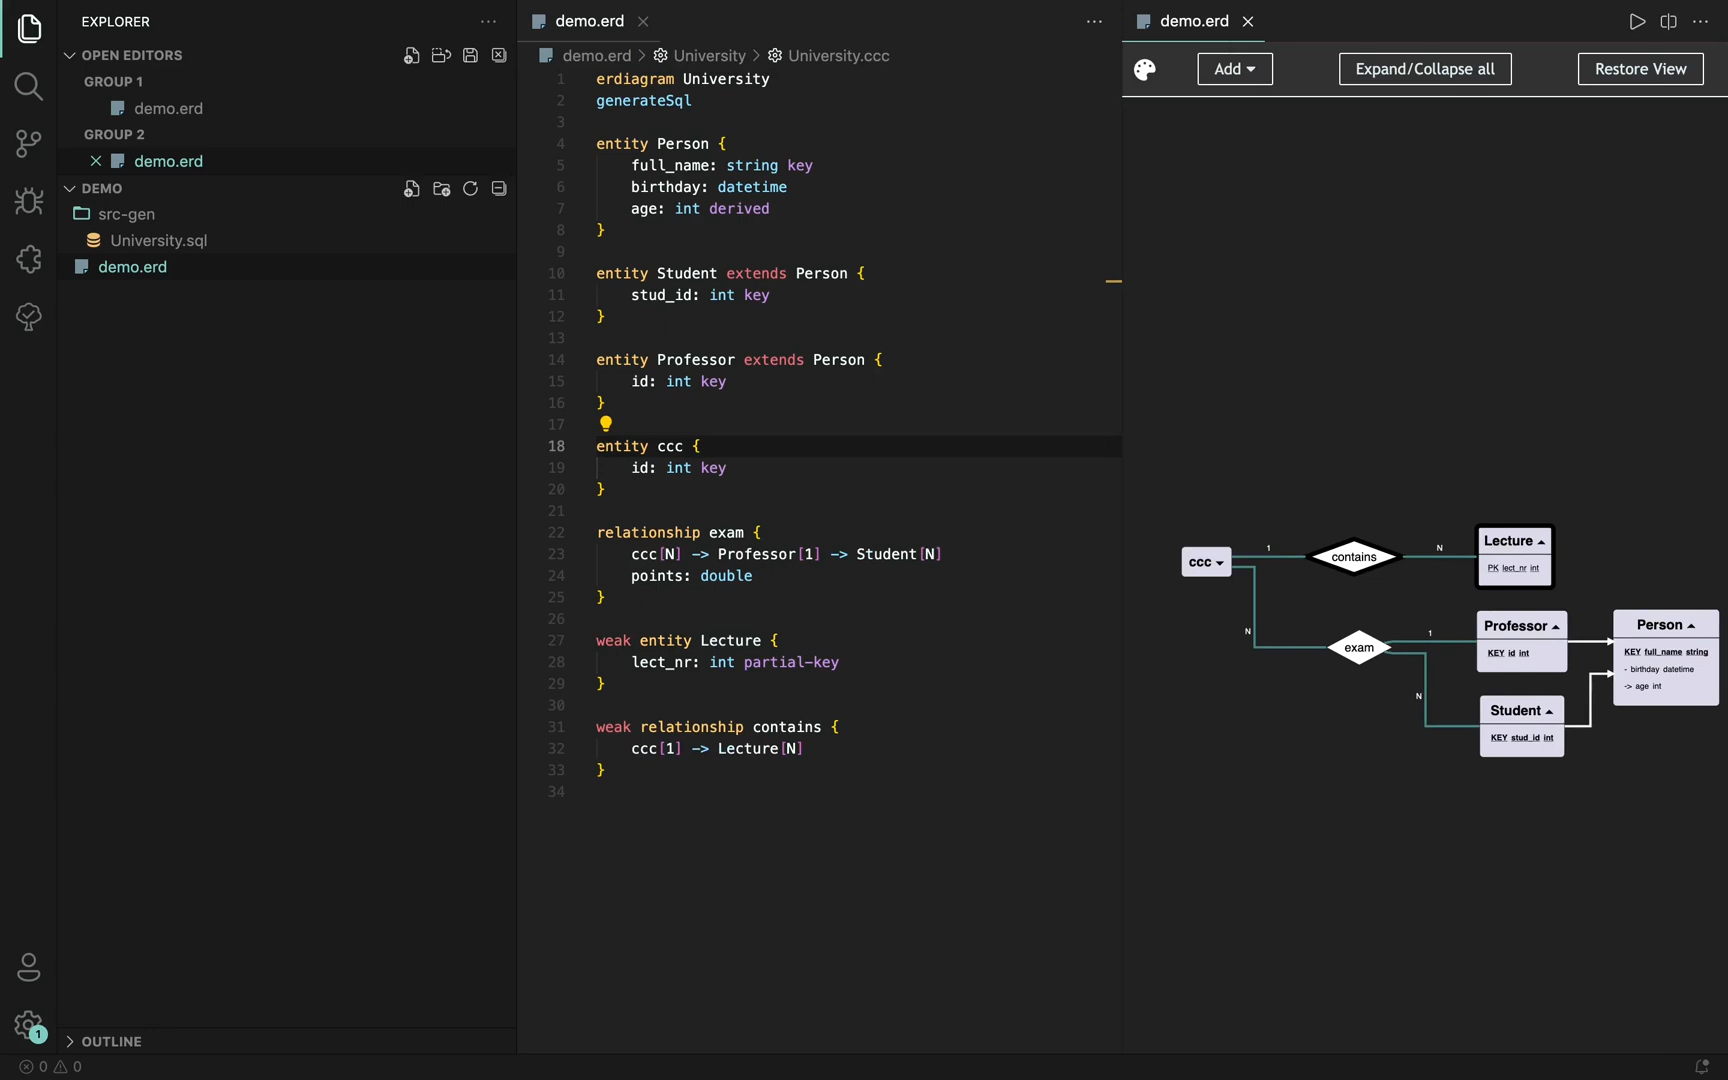 EXPLORER
OPEN EDITORS
GROUP 1
demo.erd
GROUP 2
demo.erd
DEMO
src-gen
University.sql
demo.erd
OUTLINE
1
0 0
demo.erd
demo.erd > University > University.ccc
1 erdiagram University
2 generateSql
3
4 entity Person {
5 full_name: string key
6 birthday: datetime
7 age: int derived
8 }
9
10 entity Student extends Person {
11 stud_id: int key
12 }
13
14 entity Professor extends Person {
15 id: int key
16 }
17
18 entity ccc {
19 id: int key
20 }
21
22 relationship exam {
23 ccc[N] -> Professor[1] -> Student[N]
24 points: double
25 }
26
27 weak entity Lecture {
28 lect_nr: int partial-key
29 }
30
31 weak relationship contains {
32 ccc[1] -> Lecture[N]
33 }
34
demo.erd
Add
Expand/Collapse all
Restore View
ccc
1
contains
N
Lecture
PK lect_nr int
N
exam
1
N
Professor
KEY id int
Person
KEY full_name string
- birthday datetime
-> age int
Student
KEY stud_id int